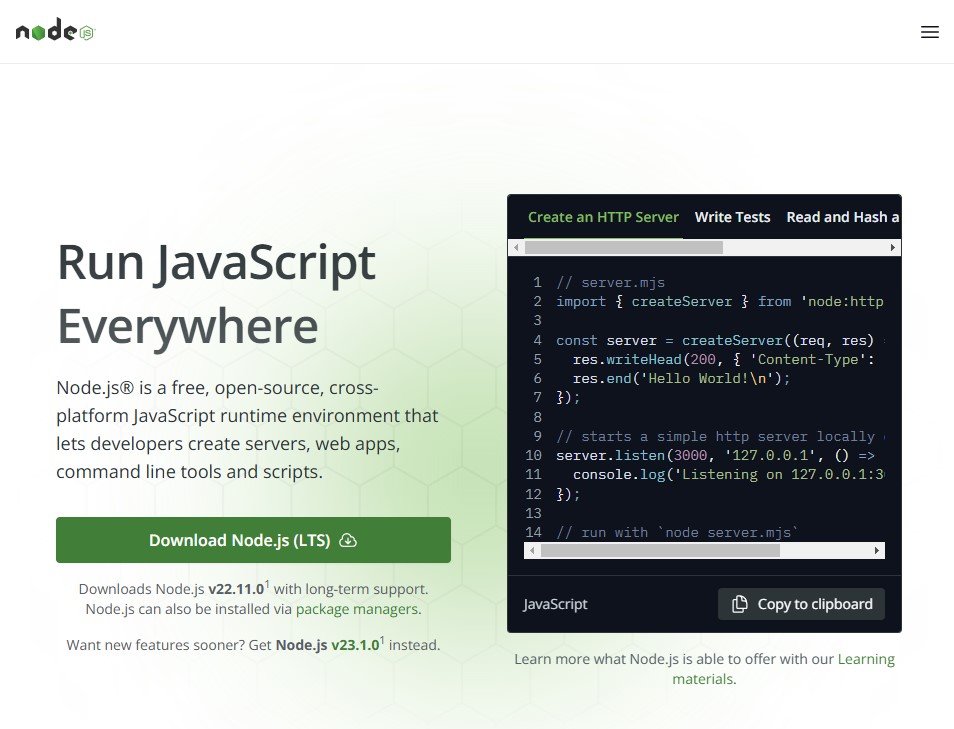 node js
Run JavaScript
Everywhere
Node.js® is a free, open-source, cross-
platform JavaScript runtime environment that
lets developers create servers, web apps,
command line tools and scripts.
Download Node.js (LTS)
Downloads Node.js v22.11.0¹ with long-term support.
Node.js can also be installed via package managers.
Want new features sooner? Get Node.js v23.1.0¹ instead.
Create an HTTP Server Write Tests Read and Hash a
1 // server.mjs
2 import { createServer } from 'node:http
3
4 const server = createServer((req, res)
5 res.writeHead(200, { 'Content-Type':
6 res.end('Hello World!\n');
7 });
8
9 // starts a simple http server locally
10 server.listen(3000, '127.0.0.1', () =>
11 console.log('Listening on 127.0.0.1:3
12 });
13
14 // run with `node server.mjs`
JavaScript Copy to clipboard
Learn more what Node.js is able to offer with our Learning
materials.